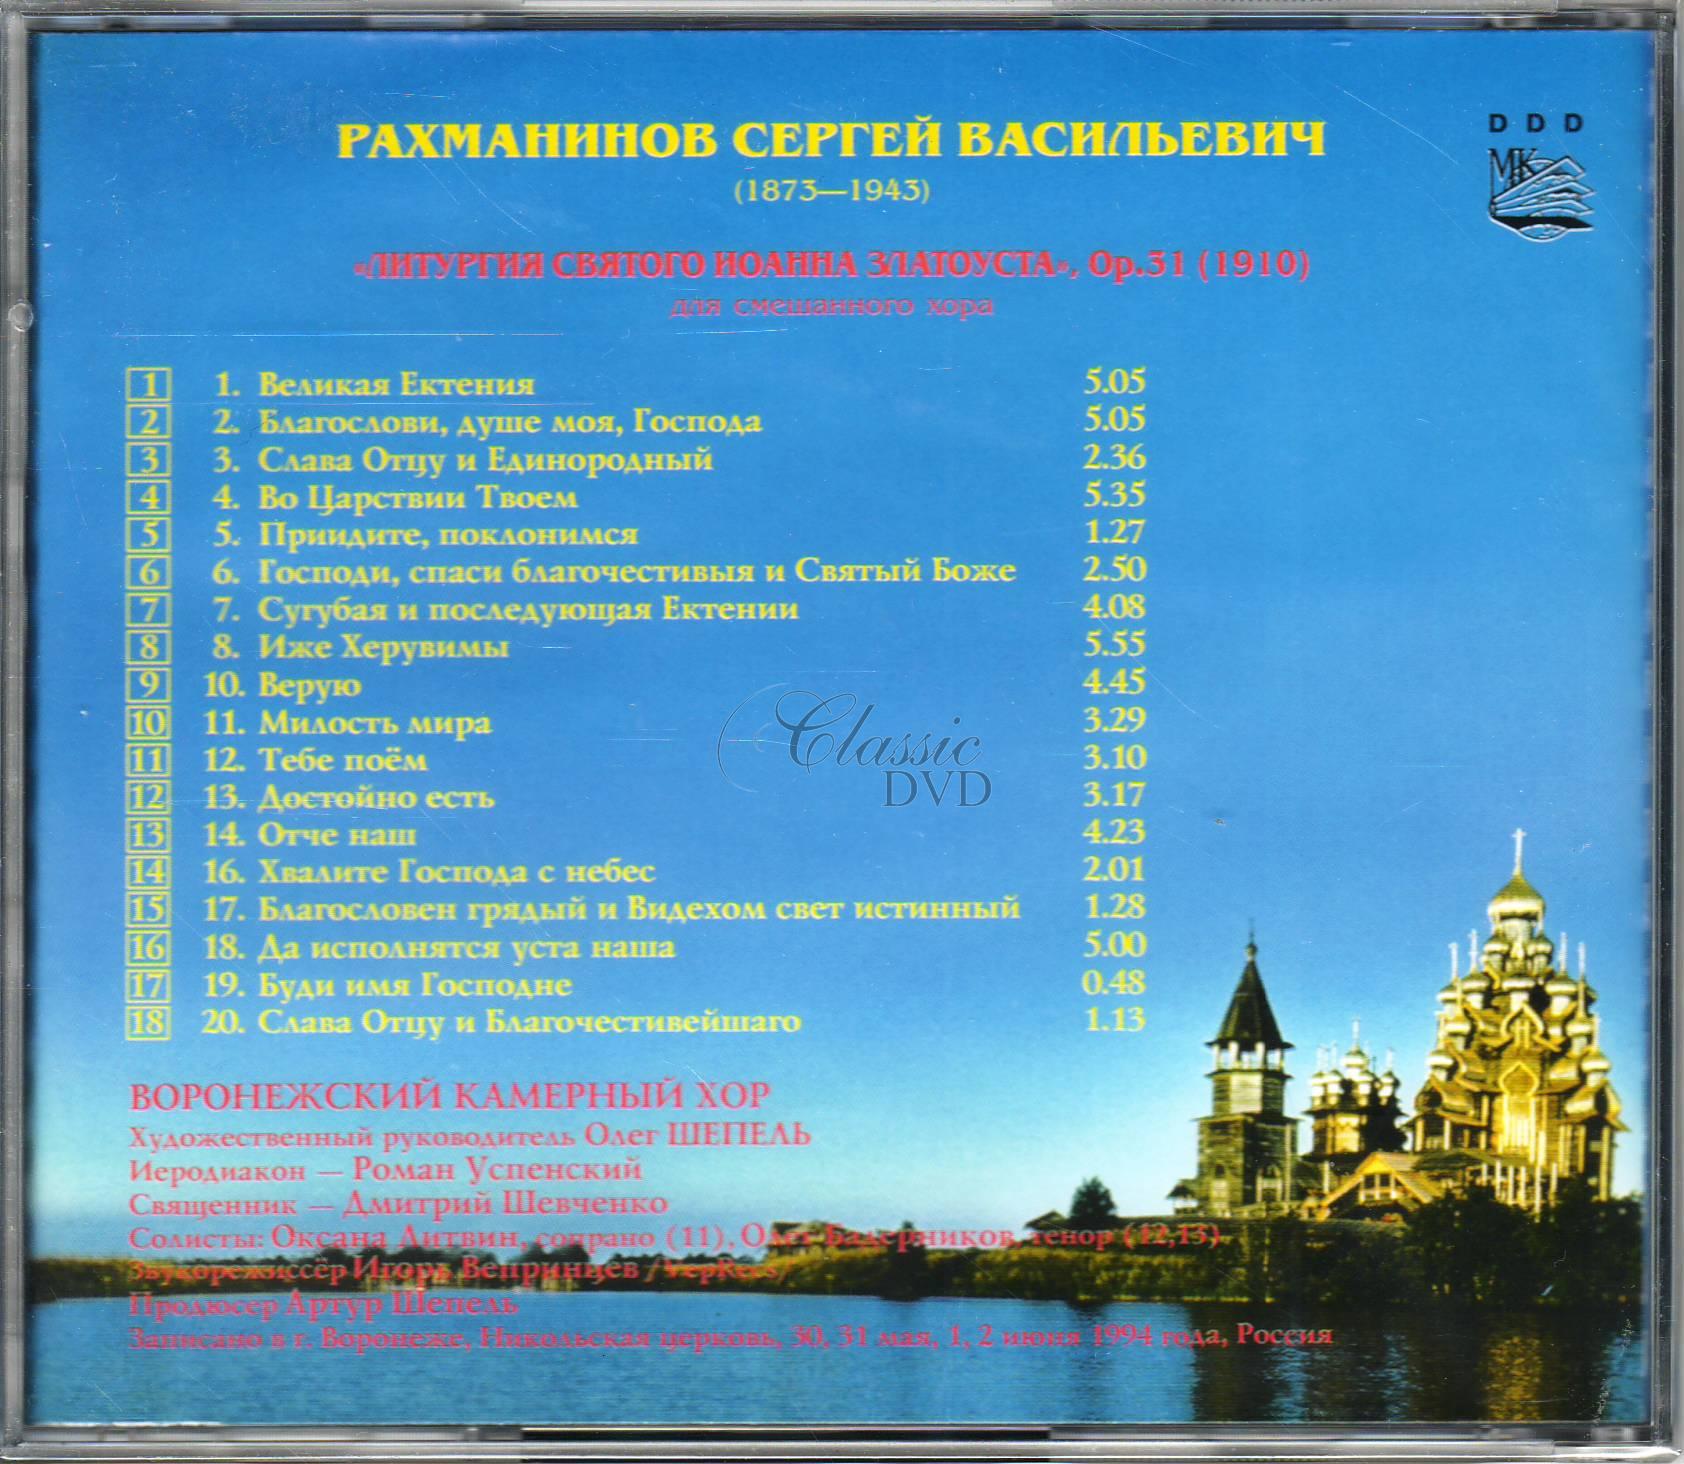 РАХМАНИНОВ СЕРГЕЙ ВАСИЛЬЕВИЧ
D D D
(1873—1943)
МК
«ЛИТУРГИЯ СВЯТОГО ИОАННА ЗЛАТОУСТА», Ор.31 (1910)
для смешанного хора
1 1. Великая Ектения 5.05
2 2. Благослови, душе моя, Господа 5.05
3 3. Слава Отцу и Единородный 2.36
4 4. Во Царствии Твоем 5.35
5 5. Приидите, поклонимся 1.27
6 6. Господи, спаси благочестивыя и Святый Боже 2.50
7 7. Сугубая и последующая Ектении 4.08
8 8. Иже Херувимы 5.55
9 10. Верую 4.45
10 11. Милость мира 3.29
11 12. Тебе поём 3.10
12 13. Достойно есть 3.17
13 14. Отче наш 4.23
14 16. Хвалите Господа с небес 2.01
15 17. Благословен грядый и Видехом свет истинный 1.28
16 18. Да исполнятся уста наша 5.00
17 19. Буди имя Господне 0.48
18 20. Слава Отцу и Благочестивейшаго 1.13
Classic
DVD
ВОРОНЕЖСКИЙ КАМЕРНЫЙ ХОР
Художественный руководитель Олег ШЕПЕЛЬ
Иеродиакон — Роман Успенский
Священник — Дмитрий Шевченко
Солисты: Оксана Литвин, сопрано (11), Олег Бадерников, тенор (12,13)
Звукорежиссёр Игорь Вепринцев /VepRecs/
Продюсер Артур Шепель
Записано в г. Воронеже, Никольская церковь, 30, 31 мая, 1, 2 июня 1994 года, Россия